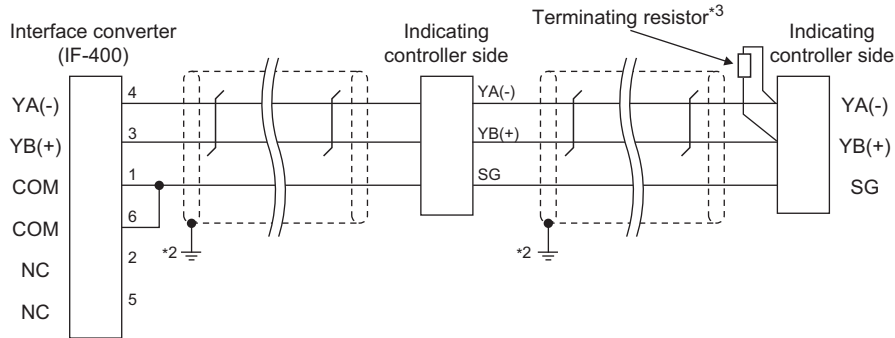 Terminating resistor*3
Interface converter
(IF-400)
Indicating
controller side
Indicating
controller side
YA(-) 4 YA(-) YA(-)
YB(+) 3 YB(+) YB(+)
COM 1 SG SG
COM 6
*2 *2
NC 2
NC 5